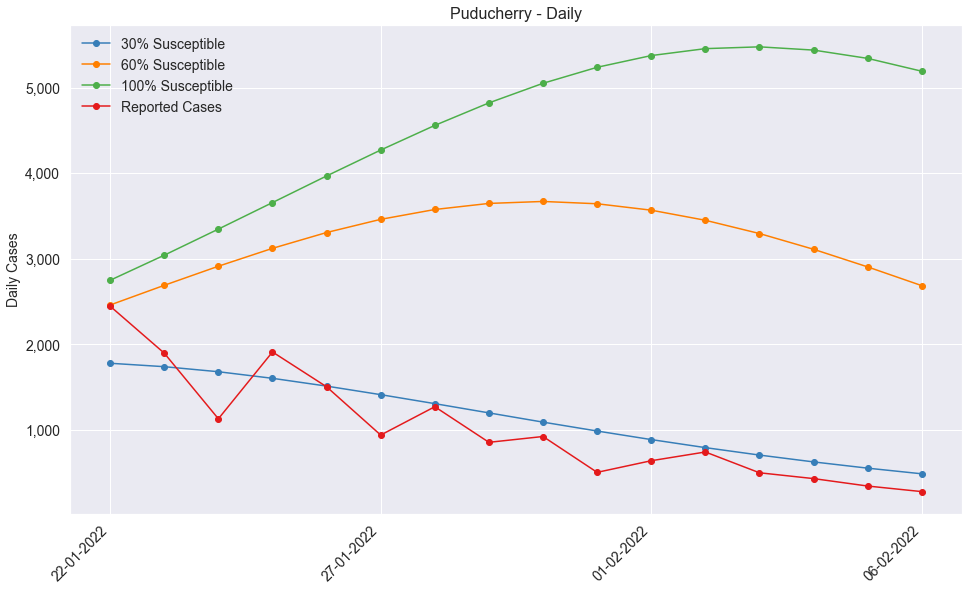 Puducherry - Daily
30% Susceptible
60% Susceptible
100% Susceptible
Reported Cases
Daily Cases
5,000
4,000
3,000
2,000
1,000
22-01-2022
27-01-2022
01-02-2022
06-02-2022